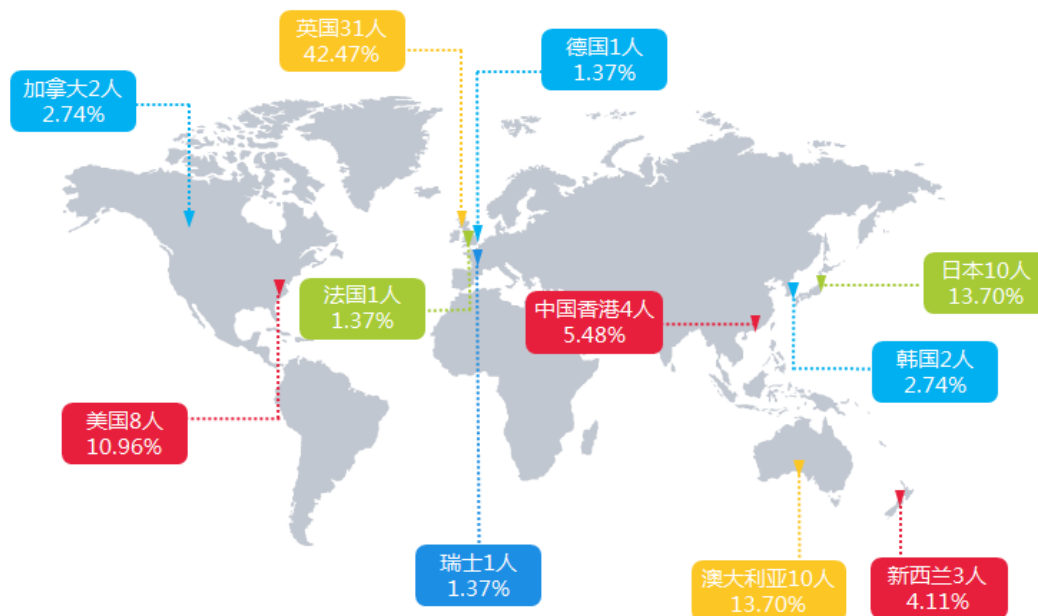 英国31人
42.47%
德国1人
1.37%
加拿大2人
2.74%
法国1人
1.37%
中国香港4人
5.48%
日本10人
13.70%
韩国2人
2.74%
美国8人
10.96%
瑞士1人
1.37%
澳大利亚10人
13.70%
新西兰3人
4.11%